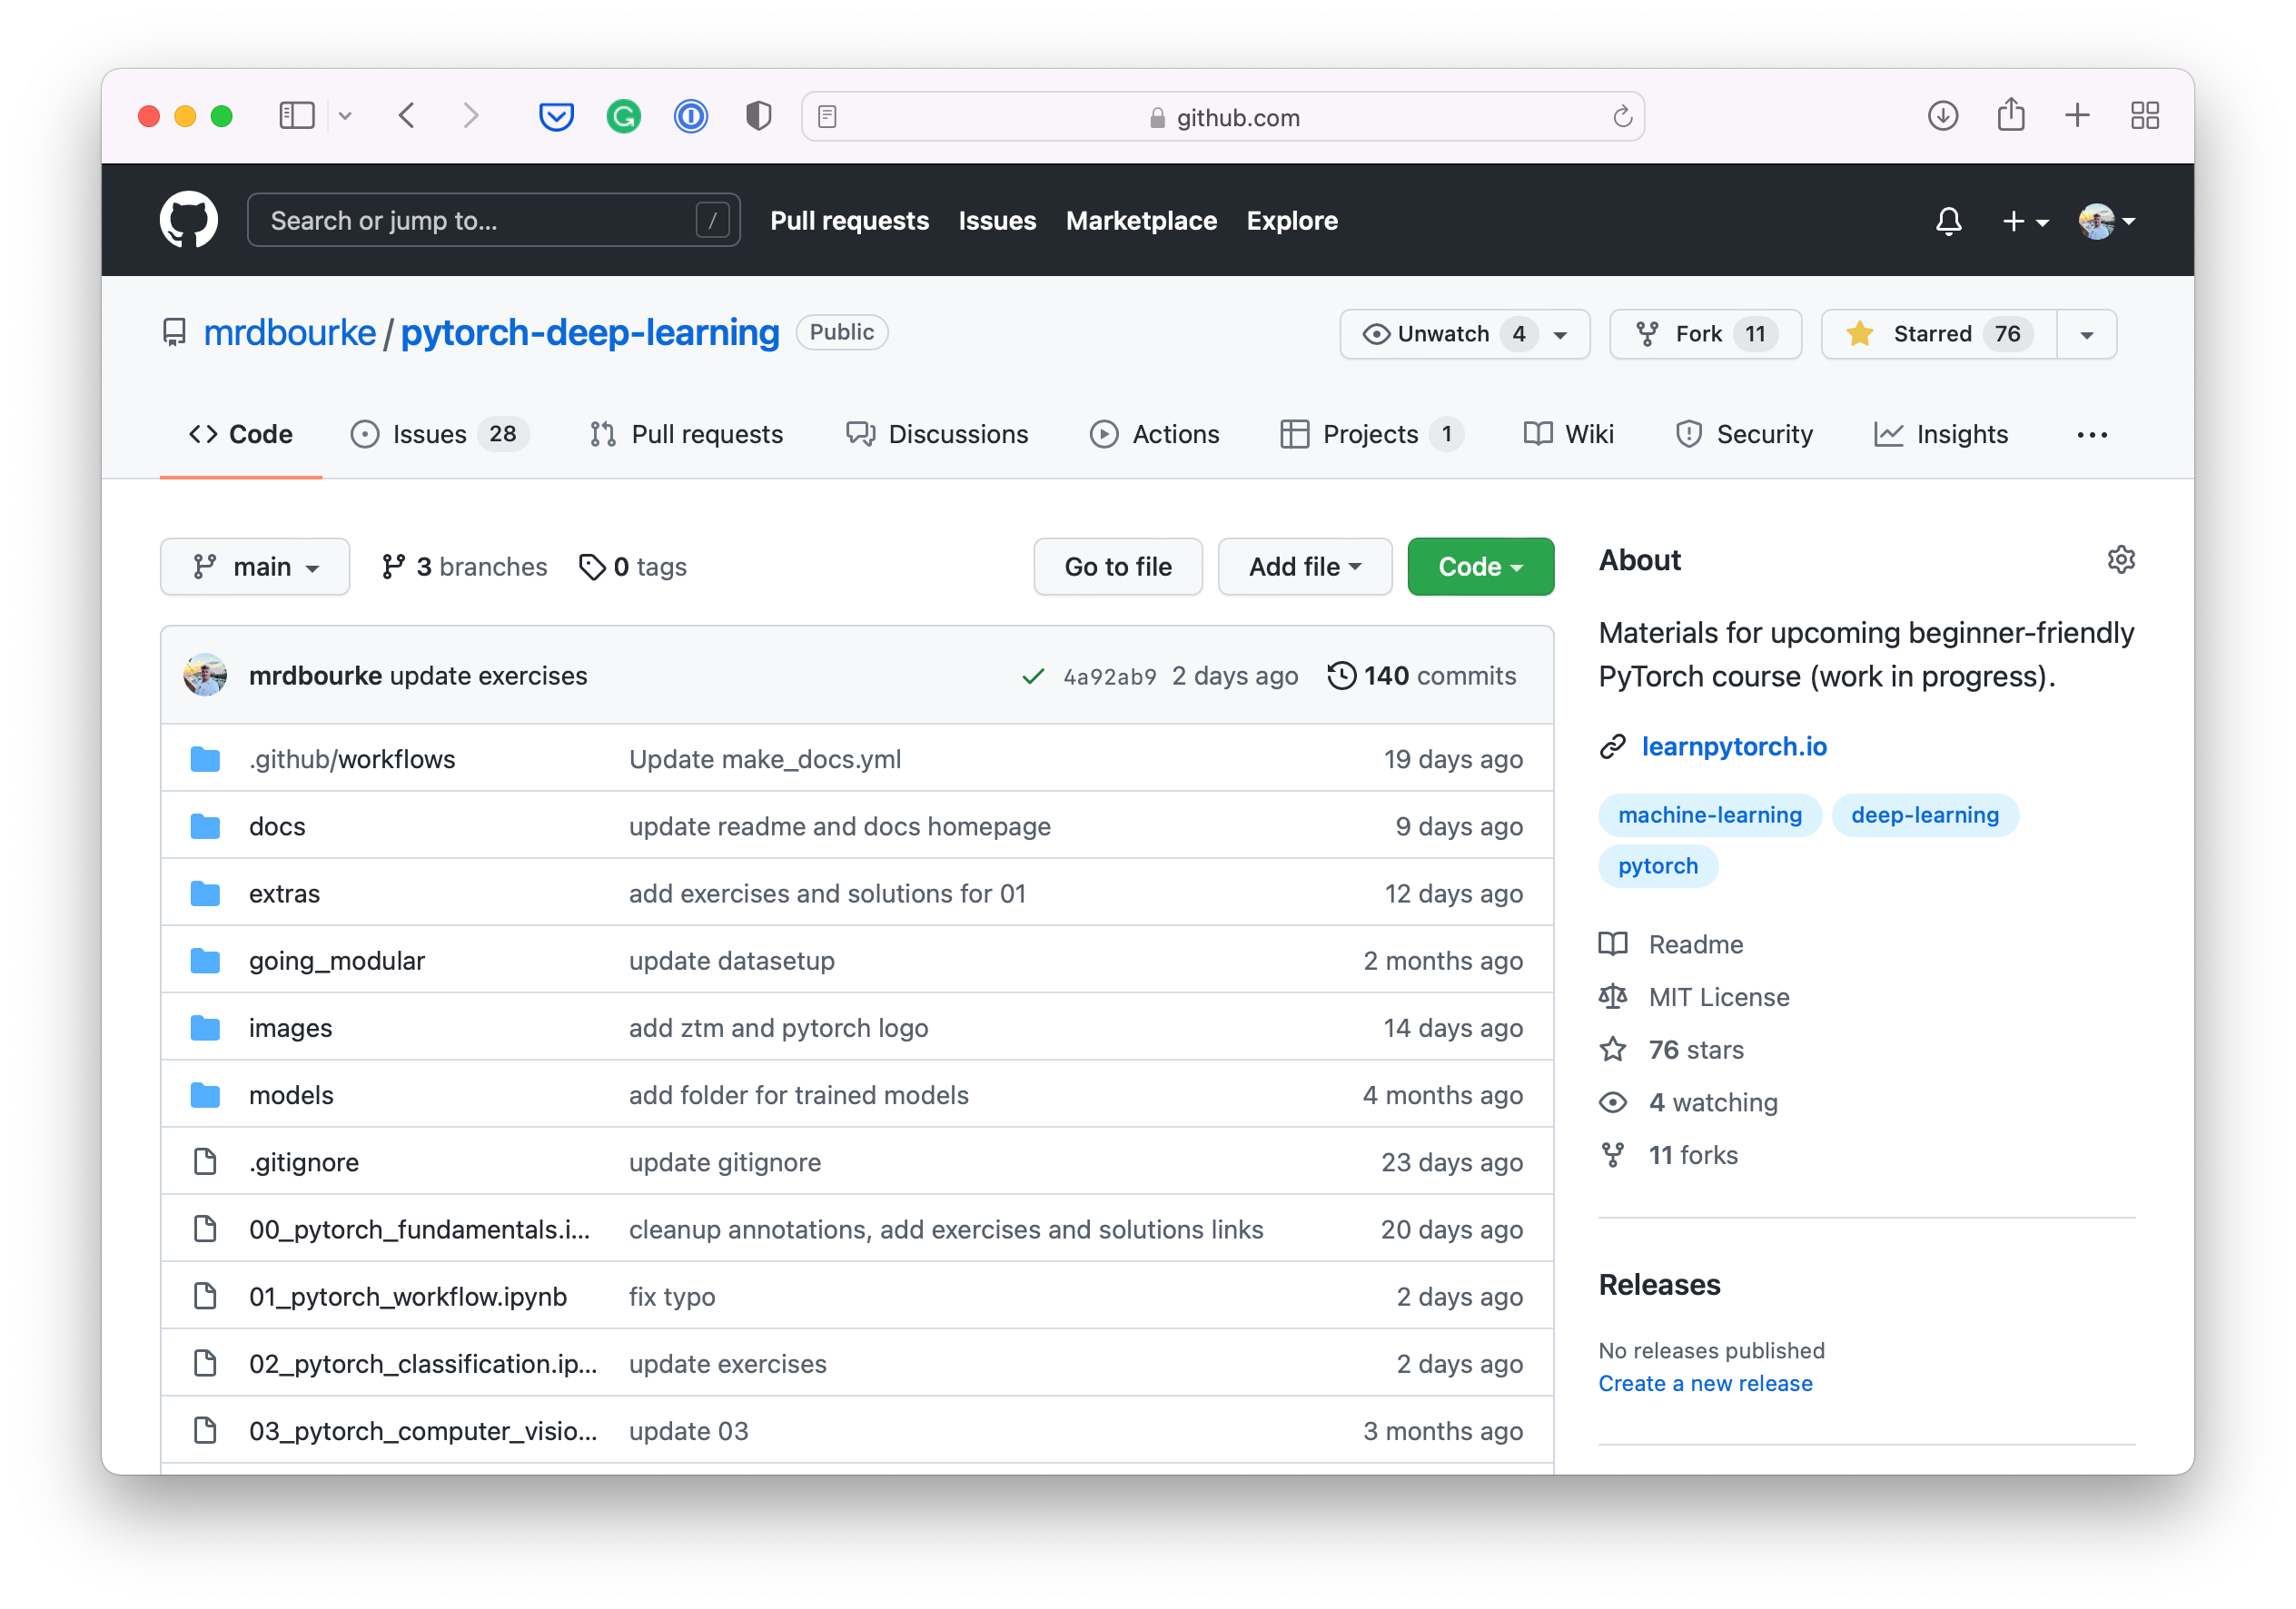 github.com
Search or jump to... /
Pull requests Issues Marketplace Explore
mrdbourke / pytorch-deep-learning Public
Unwatch 4 Fork 11 Starred 76
Code Issues 28 Pull requests Discussions Actions Projects 1 Wiki Security Insights
main 3 branches 0 tags Go to file Add file Code
mrdbourke update exercises 4a92ab9 2 days ago 140 commits
.github/workflows Update make_docs.yml 19 days ago
docs update readme and docs homepage 9 days ago
extras add exercises and solutions for 01 12 days ago
going_modular update datasetup 2 months ago
images add ztm and pytorch logo 14 days ago
models add folder for trained models 4 months ago
.gitignore update gitignore 23 days ago
00_pytorch_fundamentals.i... cleanup annotations, add exercises and solutions links 20 days ago
01_pytorch_workflow.ipynb fix typo 2 days ago
02_pytorch_classification.ip... update exercises 2 days ago
03_pytorch_computer_visio... update 03 3 months ago
About
Materials for upcoming beginner-friendly
PyTorch course (work in progress).
learnpytorch.io
machine-learning deep-learning
pytorch
Readme
MIT License
76 stars
4 watching
11 forks
Releases
No releases published
Create a new release